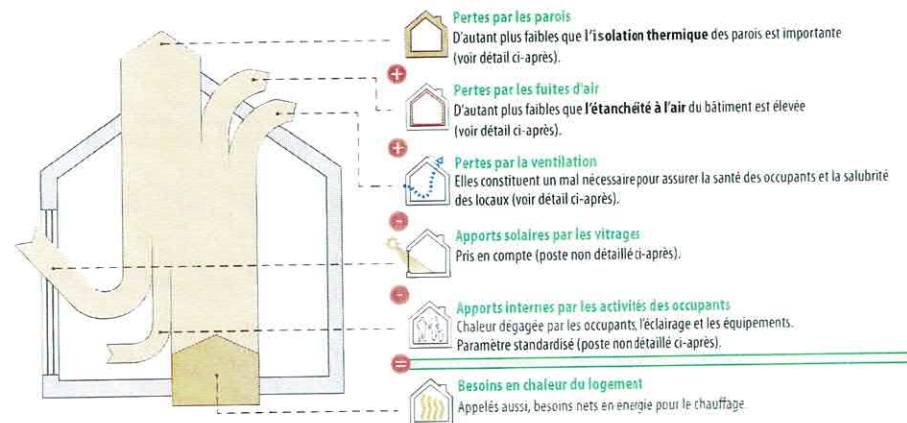 Pertes par les parois
D'autant plus faibles que l'isolation thermique des parois est importante
(voir détail ci-après).
+
Pertes par les fuites d'air
D'autant plus faibles que l'étanchéité à l'air du bâtiment est élevée
(voir détail ci-après).
+
Pertes par la ventilation
Elles constituent un mal nécessaire pour assurer la santé des occupants et la salubrité
des locaux (voir détail ci-après).
-
Apports solaires par les vitrages
Pris en compte (poste non détaillé ci-après).
-
Apports internes par les activités des occupants
Chaleur dégagée par les occupants, l'éclairage et les équipements.
Paramètre standardisé (poste non détaillé ci-après).
=
Besoins en chaleur du logement
Appelés aussi, besoins nets en énergie pour le chauffage.